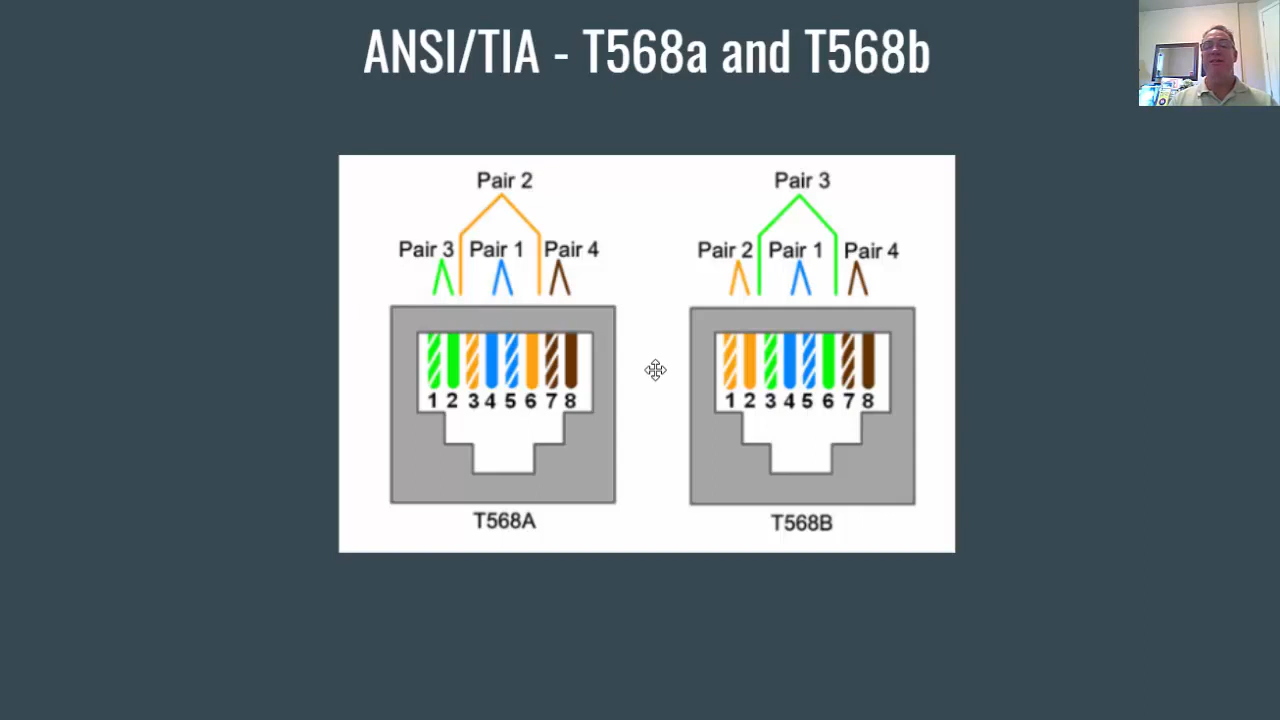 ANSI/TIA - T568a and T568b
Pair 2
Pair 3 Pair 1 Pair 4
1 2 3 4 5 6 7 8
T568A
Pair 3
Pair 2 Pair 1 Pair 4
1 2 3 4 5 6 7 8
T568B